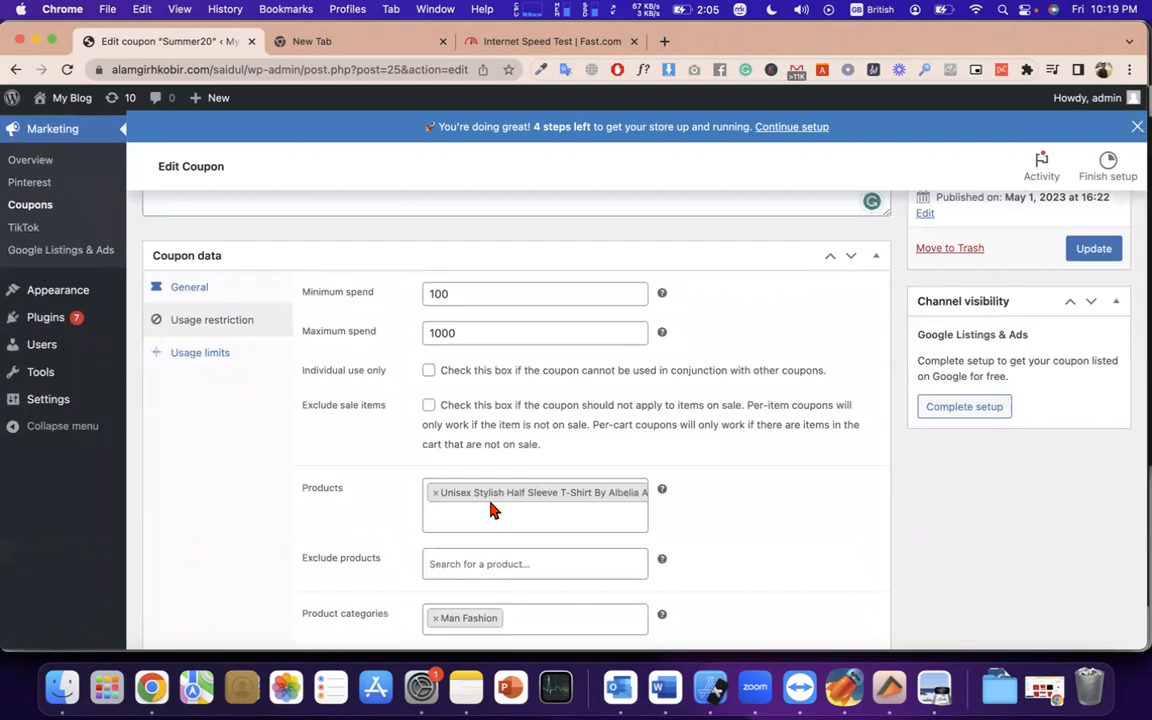 Chrome File Edit View History Bookmarks Profiles Tab Window Help 67 KB/s 3 KB/s 2:05 British Fri 10:19 PM
Edit coupon “Summer20” ‹ My New Tab Internet Speed Test | Fast.com
alamgirhkobir.com/saidul/wp-admin/post.php?post=25&action=edit
>11K
My Blog 10 New Howdy, admin
Marketing
Overview
Pinterest
Coupons
TikTok
Google Listings & Ads
Appearance
Plugins 7
Users
Tools
Settings
Collapse menu
🚀 You're doing great! 4 steps left to get your store up and running. Continue setup
Edit Coupon
Activity
Finish setup
Published on: May 1, 2023 at 16:22
Edit
Move to Trash Update
Coupon data
General
Usage restriction
Usage limits
Minimum spend 100
Maximum spend 1000
Individual use only Check this box if the coupon cannot be used in conjunction with other coupons.
Exclude sale items Check this box if the coupon should not apply to items on sale. Per-item coupons will
only work if the item is not on sale. Per-cart coupons will only work if there are items in the
cart that are not on sale.
Products × Unisex Stylish Half Sleeve T-Shirt By Albelia A
Exclude products Search for a product...
Product categories × Man Fashion
Channel visibility
Google Listings & Ads
Complete setup to get your coupon listed
on Google for free.
Complete setup
1
zoom